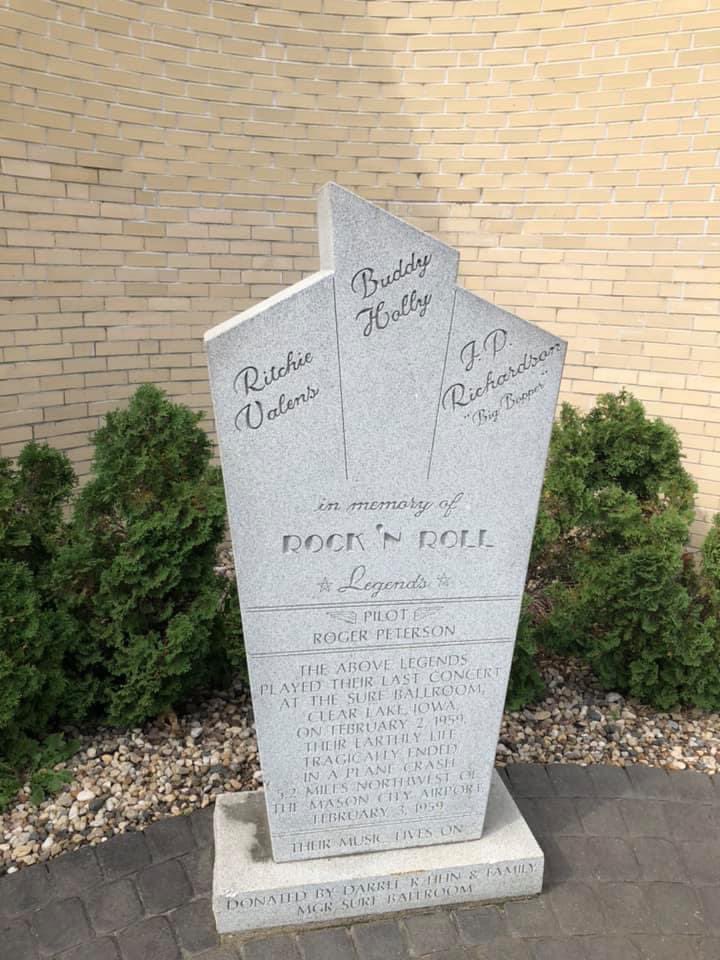 Ritchie
Valens
Buddy
Holly
J.P.
Richardson
"Big Bopper"
in memory of
ROCK 'N ROLL
Legends
PILOT
ROGER PETERSON
THE ABOVE LEGENDS
PLAYED THEIR LAST CONCERT
AT THE SURF BALLROOM,
CLEAR LAKE, IOWA,
ON FEBRUARY 2, 1959.
THEIR EARTHLY LIFE
TRAGICALLY ENDED
IN A PLANE CRASH
5.2 MILES NORTHWEST OF
THE MASON CITY AIRPORT
FEBRUARY 3, 1959.
THEIR MUSIC LIVES ON
DONATED BY DARREL R. HEIN & FAMILY
MGR SURF BALLROOM